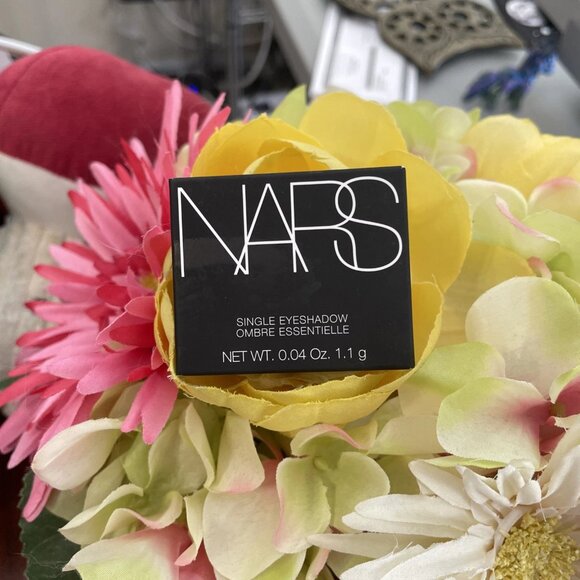 NARS
SINGLE EYESHADOW
OMBRE ESSENTIELLE
NET WT. 0.04 Oz. 1.1 g